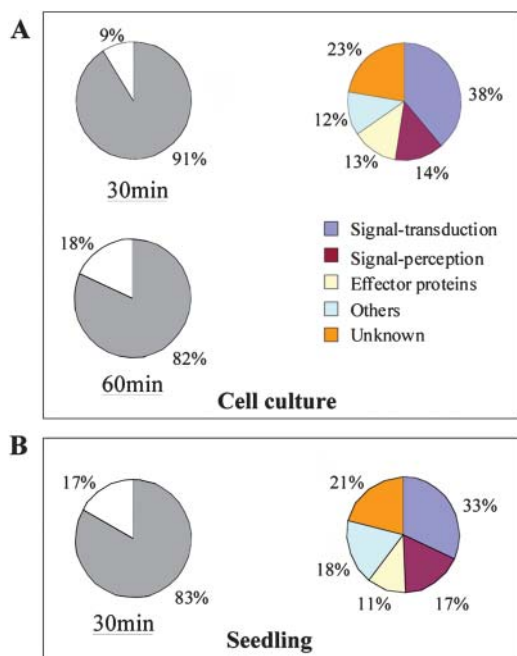 A
9%
91%
30min
23%
38%
12%
13%
14%
Signal-transduction
Signal-perception
Effector proteins
Others
Unknown
18%
82%
60min
Cell culture
B
17%
83%
30min
21%
33%
18%
11%
17%
Seedling